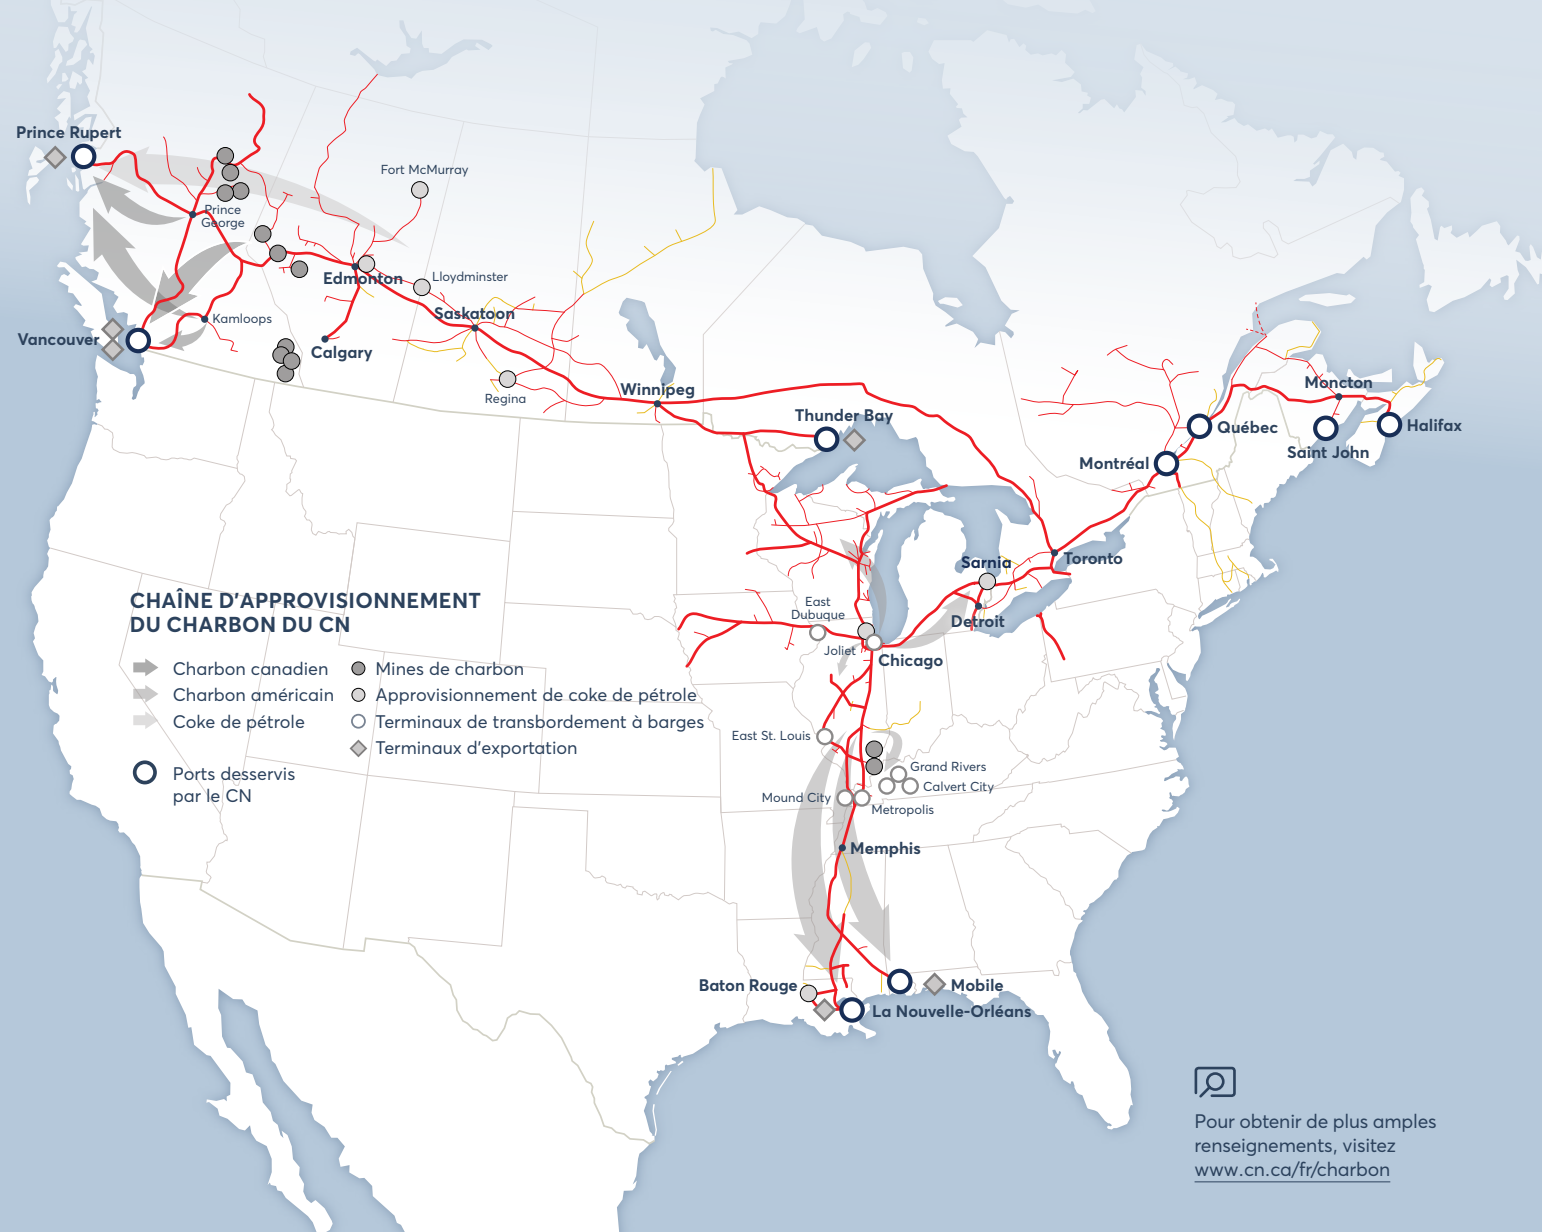 Prince Rupert
Fort McMurray
Prince
George
Edmonton
Lloydminster
Kamloops
Saskatoon
Vancouver
Calgary
Regina
Winnipeg
Thunder Bay
Moncton
Québec
Halifax
Saint John
Montréal
Toronto
Sarnia
Detroit
East
Dubuque
Joliet
Chicago
CHAÎNE D'APPROVISIONNEMENT
DU CHARBON DU CN
Charbon canadien
Charbon américain
Coke de pétrole
Mines de charbon
Approvisionnement de coke de pétrole
Terminaux de transbordement à barges
Terminaux d'exportation
Ports desservis
par le CN
East St. Louis
Grand Rivers
Calvert City
Mound City
Metropolis
Memphis
Baton Rouge
Mobile
La Nouvelle-Orléans
Pour obtenir de plus amples
renseignements, visitez
www.cn.ca/fr/charbon